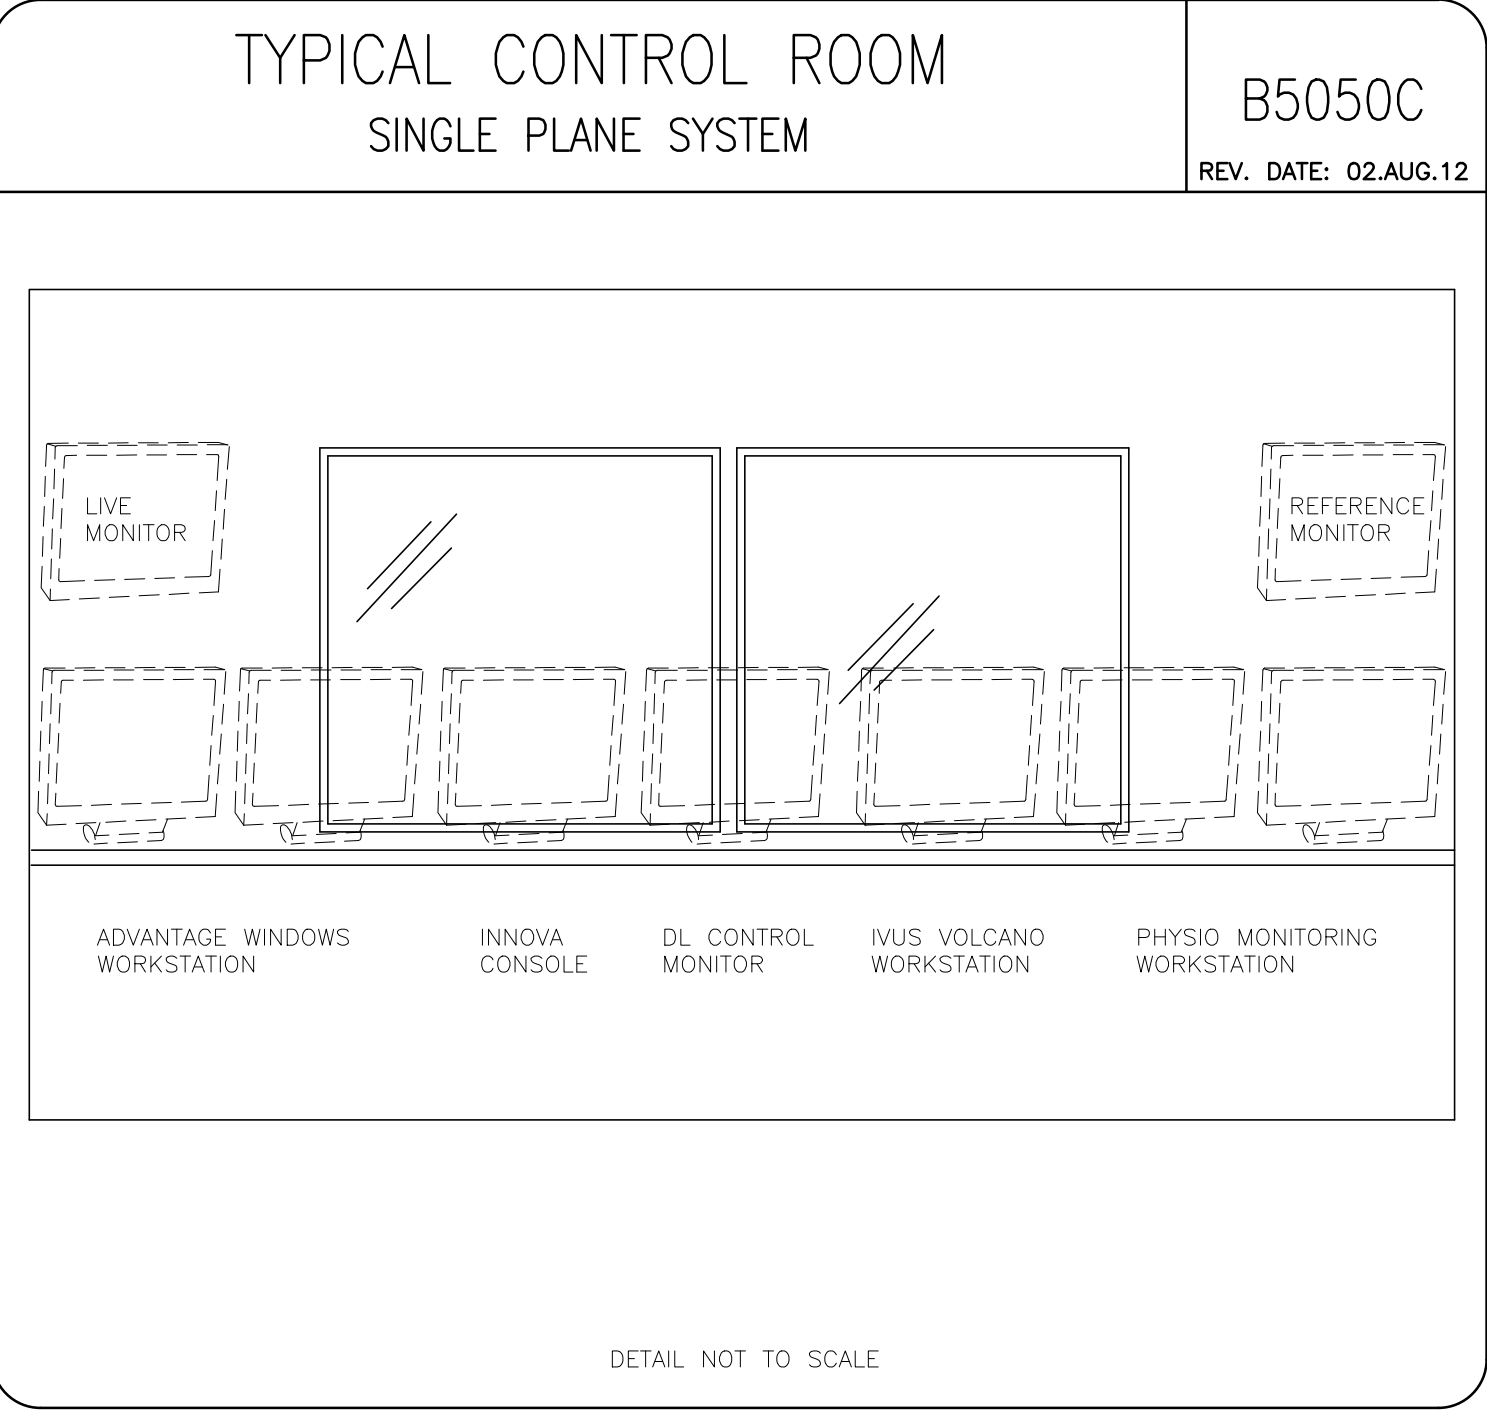 TYPICAL CONTROL ROOM
SINGLE PLANE SYSTEM
B5050C
REV. DATE: 02.AUG.12
LIVE
MONITOR
REFERENCE
MONITOR
ADVANTAGE WINDOWS
WORKSTATION
INNOVA
CONSOLE
DL CONTROL
MONITOR
IVUS VOLCANO
WORKSTATION
PHYSIO MONITORING
WORKSTATION
DETAIL NOT TO SCALE